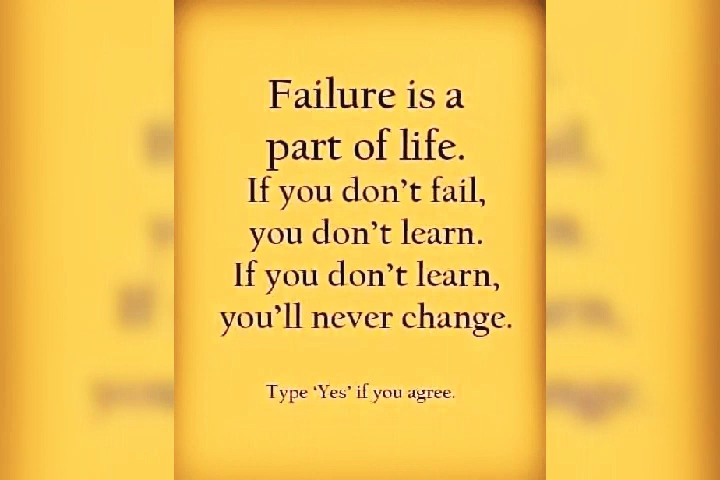 Failure is a
part of life.
If you don't fail,
you don't learn.
If you don't learn,
you'll never change.
Type ‘Yes’ if you agree.